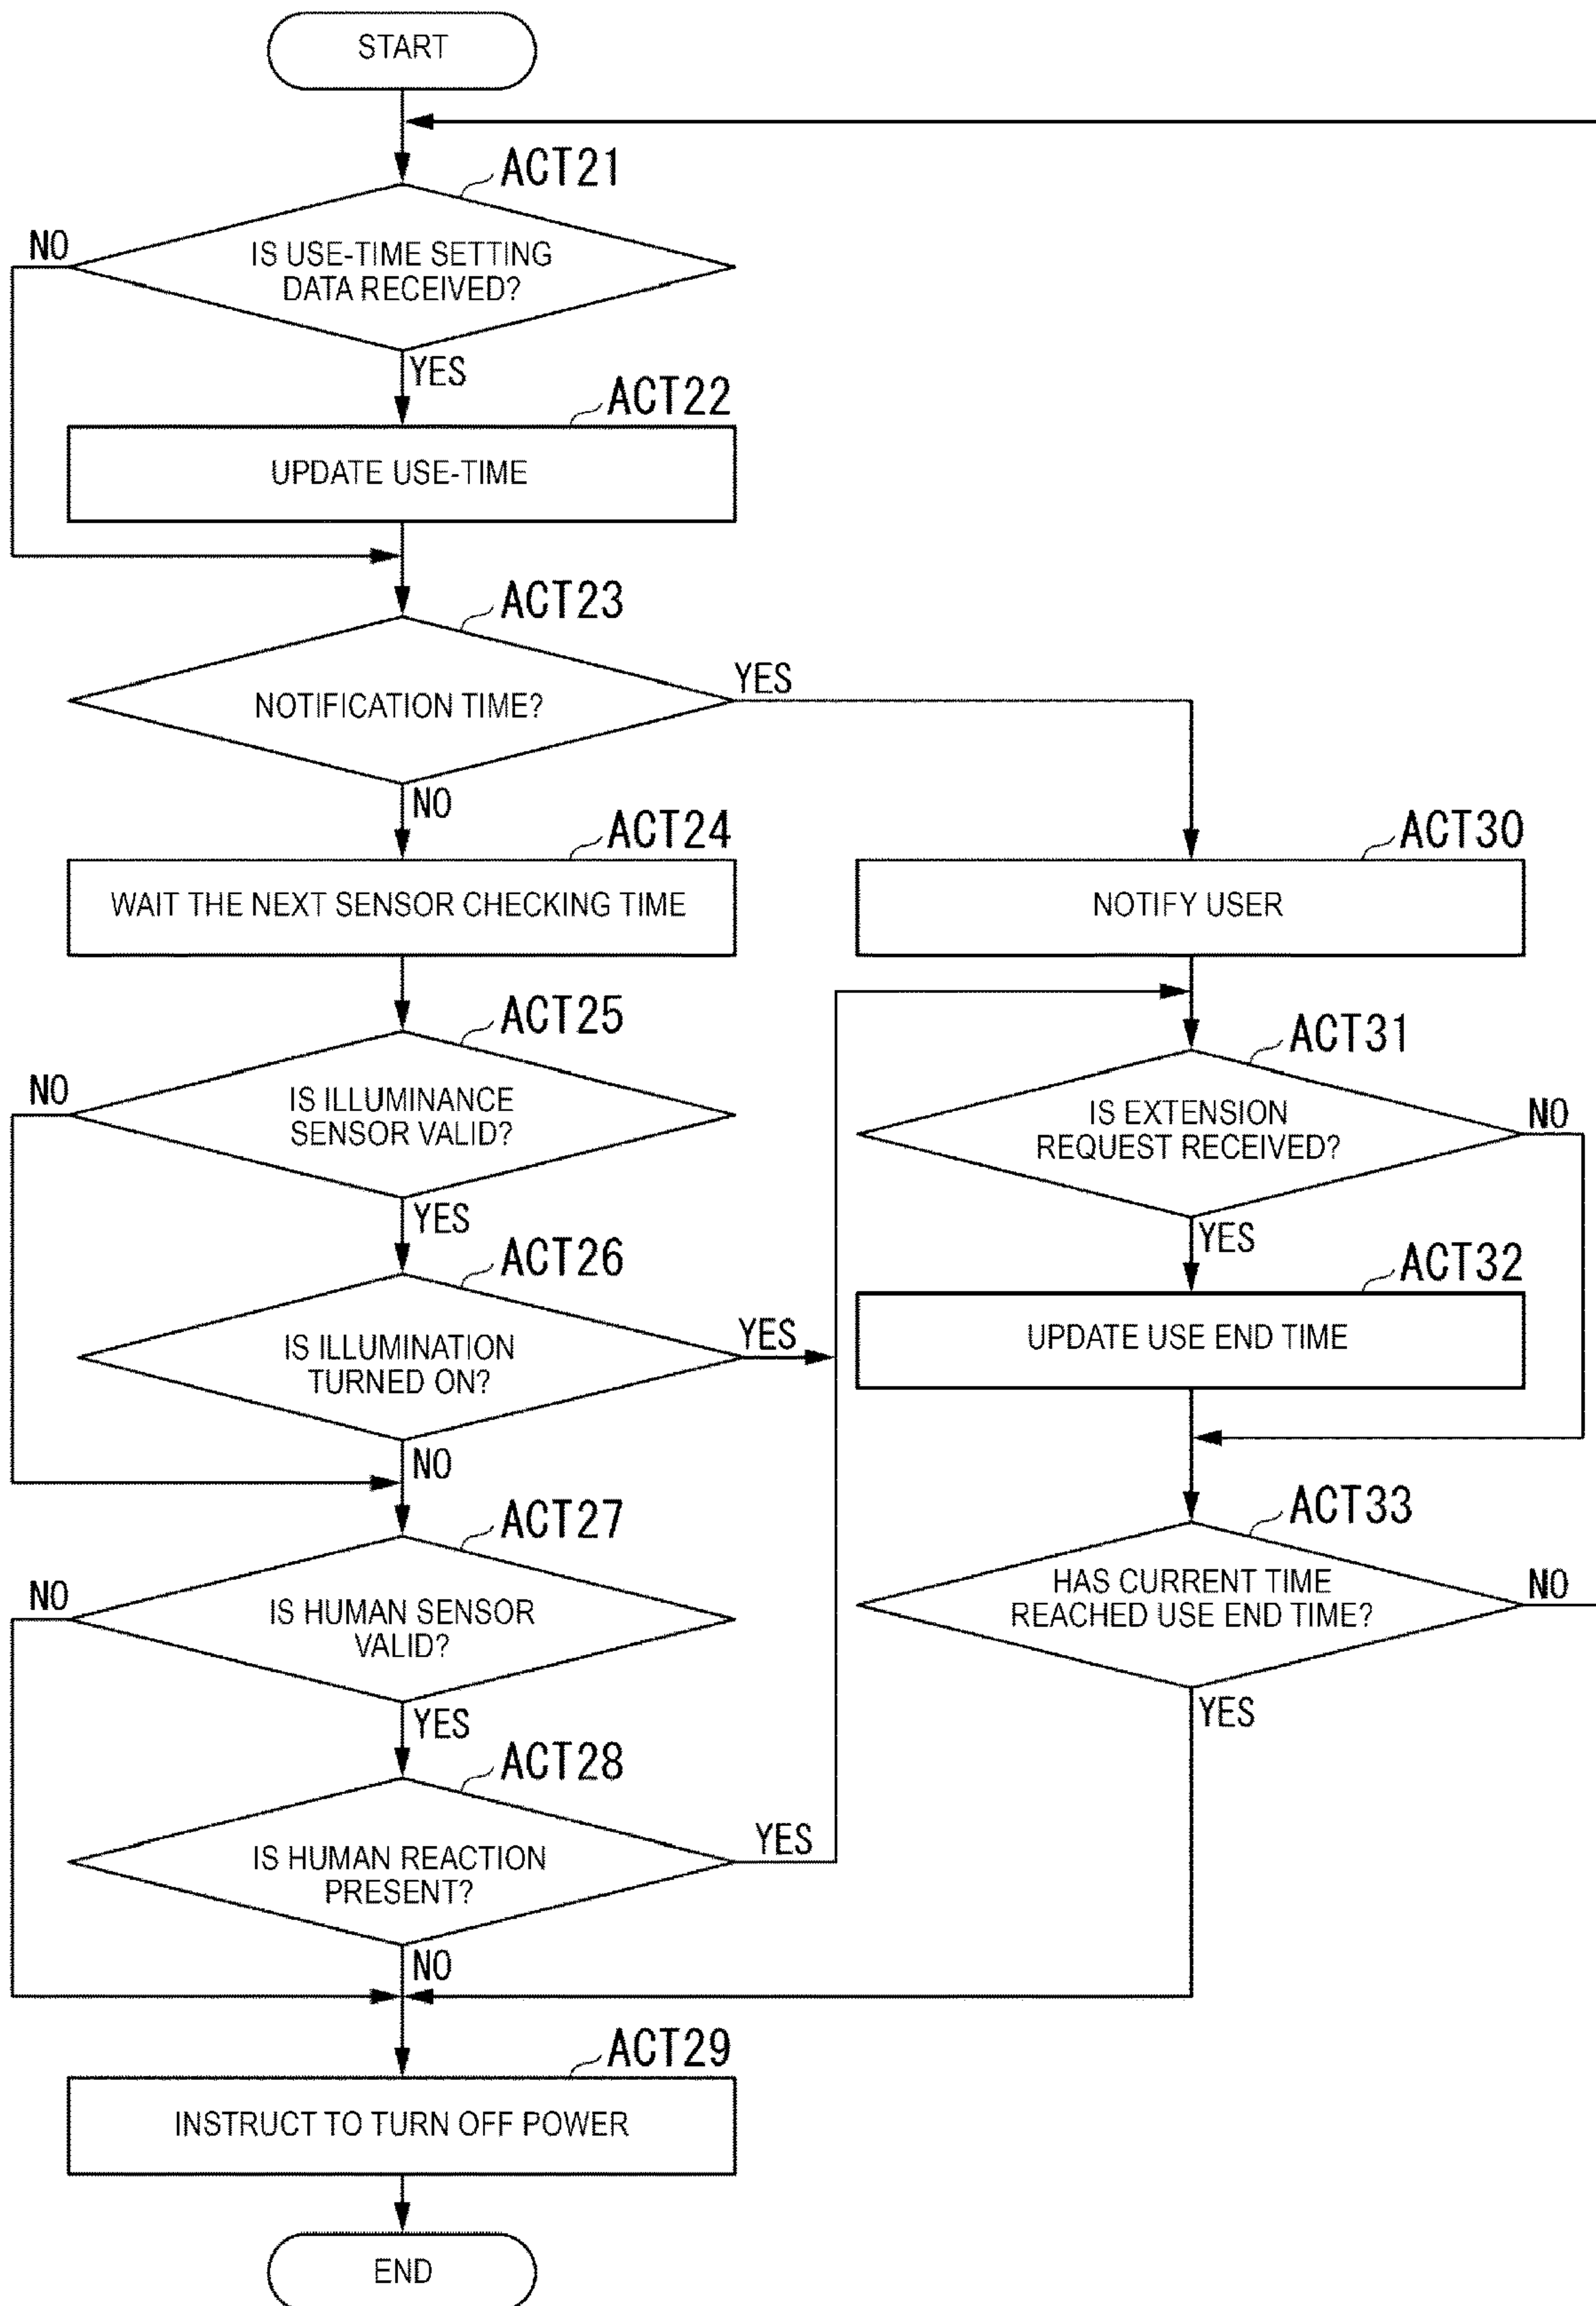 START
ACT21
NO
IS USE-TIME SETTING
DATA RECEIVED?
YES
ACT22
UPDATE USE-TIME
ACT23
NOTIFICATION TIME?
YES
NO
ACT24
WAIT THE NEXT SENSOR CHECKING TIME
ACT25
NO
IS ILLUMINANCE
SENSOR VALID?
YES
ACT26
IS ILLUMINATION
TURNED ON?
YES
NO
ACT27
NO
IS HUMAN SENSOR
VALID?
YES
ACT28
IS HUMAN REACTION
PRESENT?
YES
NO
ACT29
INSTRUCT TO TURN OFF POWER
END
ACT30
NOTIFY USER
ACT31
IS EXTENSION
REQUEST RECEIVED?
NO
YES
ACT32
UPDATE USE END TIME
ACT33
HAS CURRENT TIME
REACHED USE END TIME?
NO
YES